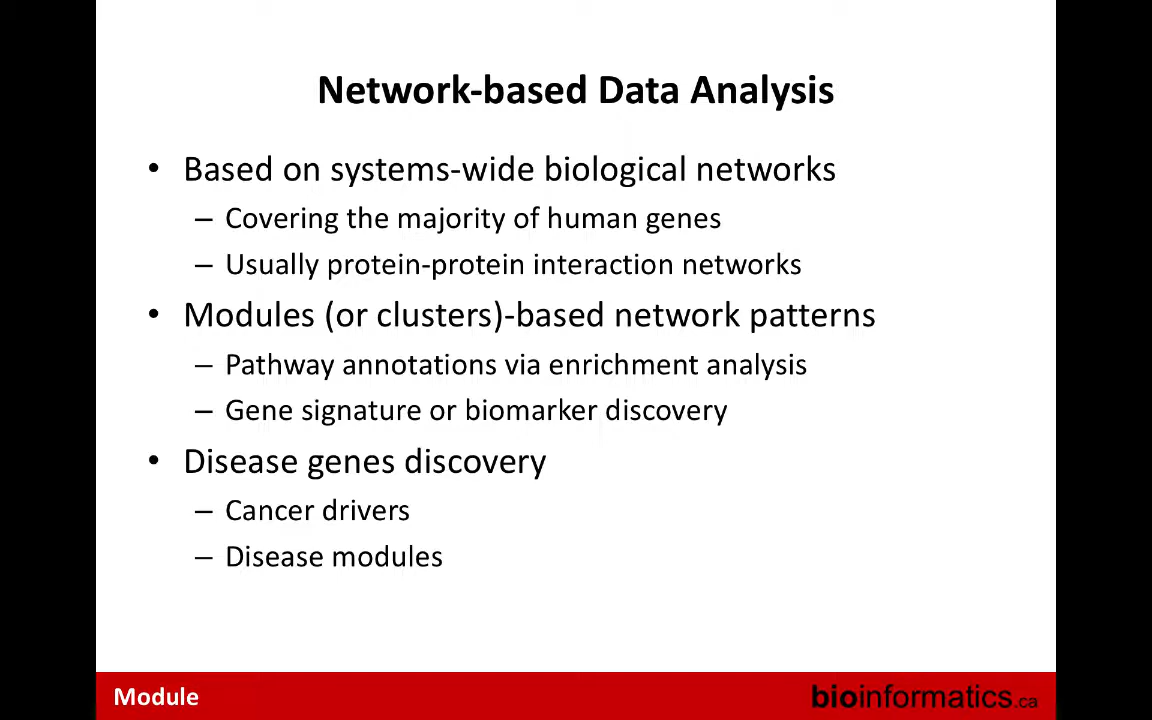 Network-based Data Analysis
• Based on systems-wide biological networks
– Covering the majority of human genes
– Usually protein-protein interaction networks
• Modules (or clusters)-based network patterns
– Pathway annotations via enrichment analysis
– Gene signature or biomarker discovery
• Disease genes discovery
– Cancer drivers
– Disease modules
Module
bioinformatics.ca